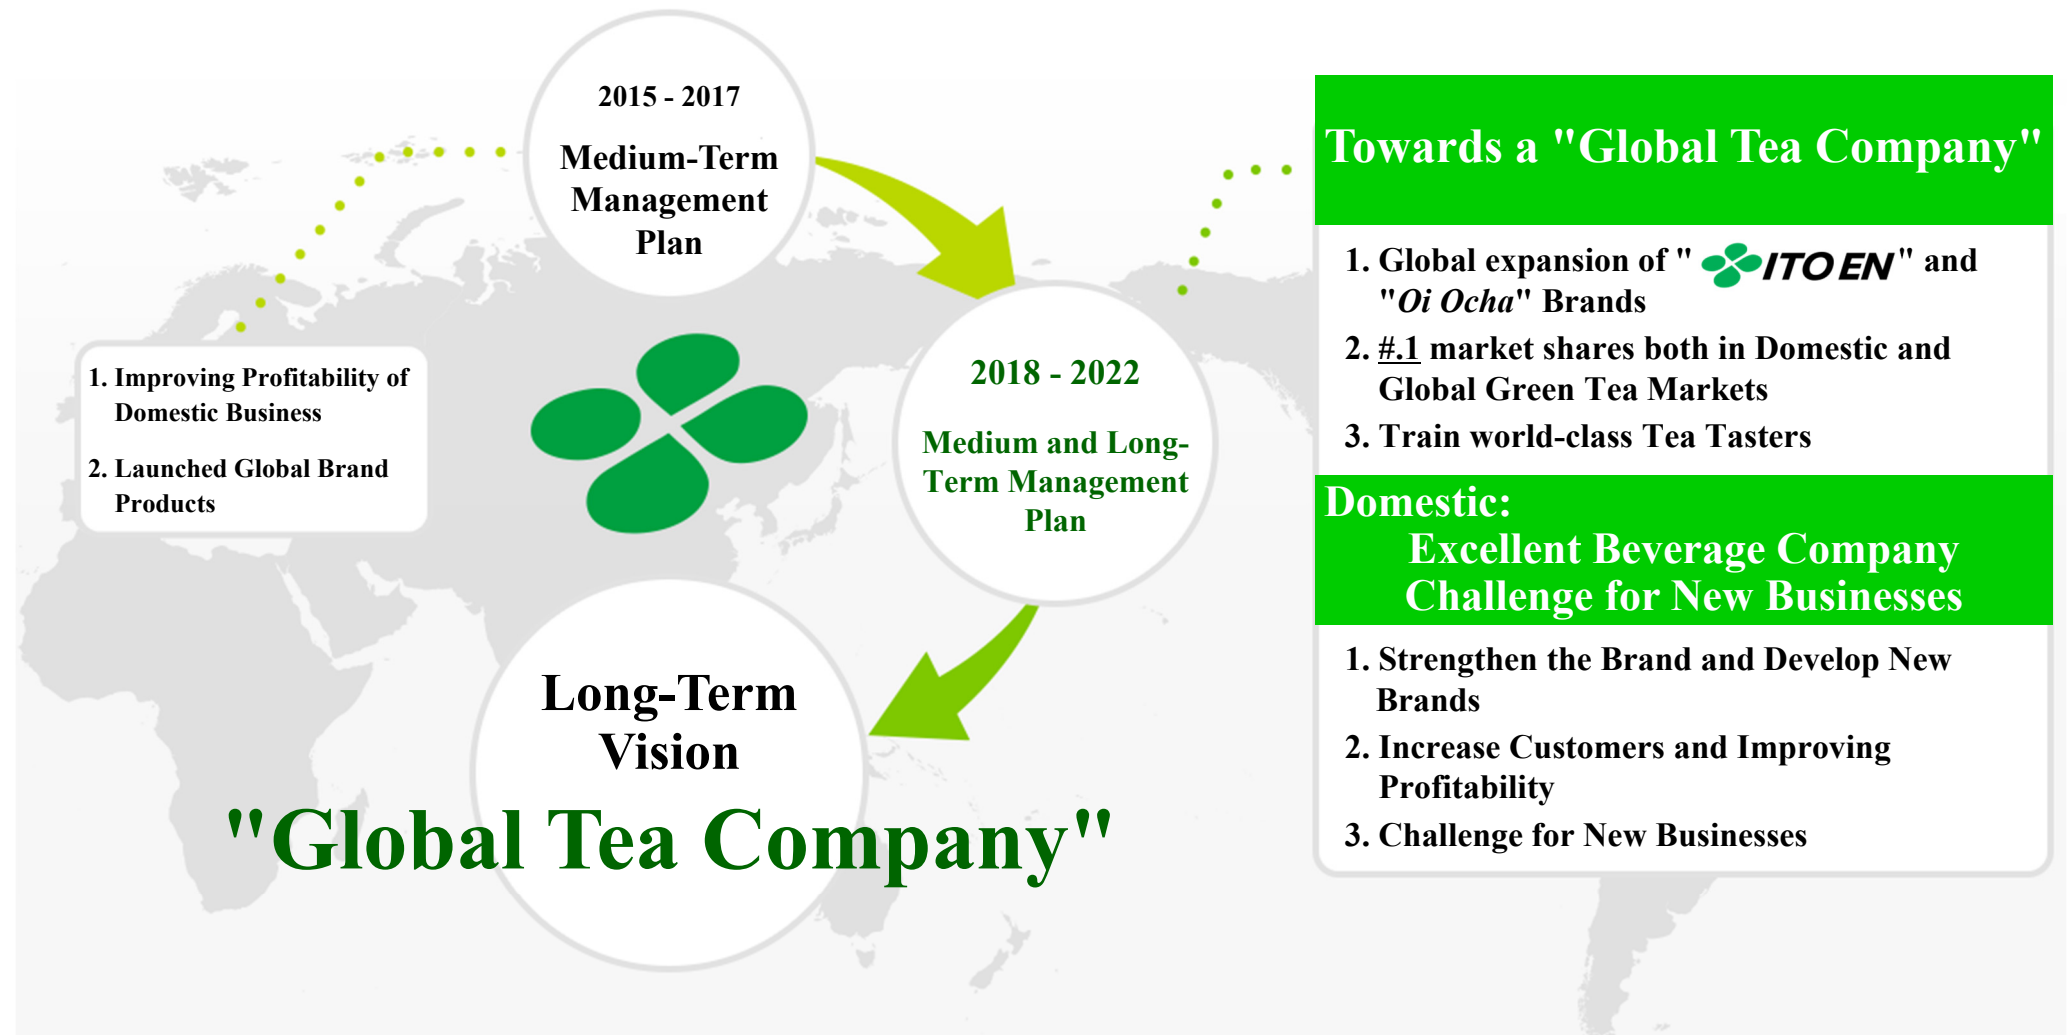 2015 - 2017
Medium-Term
Management
Plan
1. Improving Profitability of
Domestic Business
2. Launched Global Brand
Products
2018 - 2022
Medium and Long-
Term Management
Plan
Long-Term
Vision
"Global Tea Company"
Towards a "Global Tea Company"
1. Global expansion of " ITO EN" and
"Oi Ocha" Brands
2. #.1 market shares both in Domestic and
Global Green Tea Markets
3. Train world-class Tea Tasters
Domestic:
Excellent Beverage Company
Challenge for New Businesses
1. Strengthen the Brand and Develop New
Brands
2. Increase Customers and Improving
Profitability
3. Challenge for New Businesses